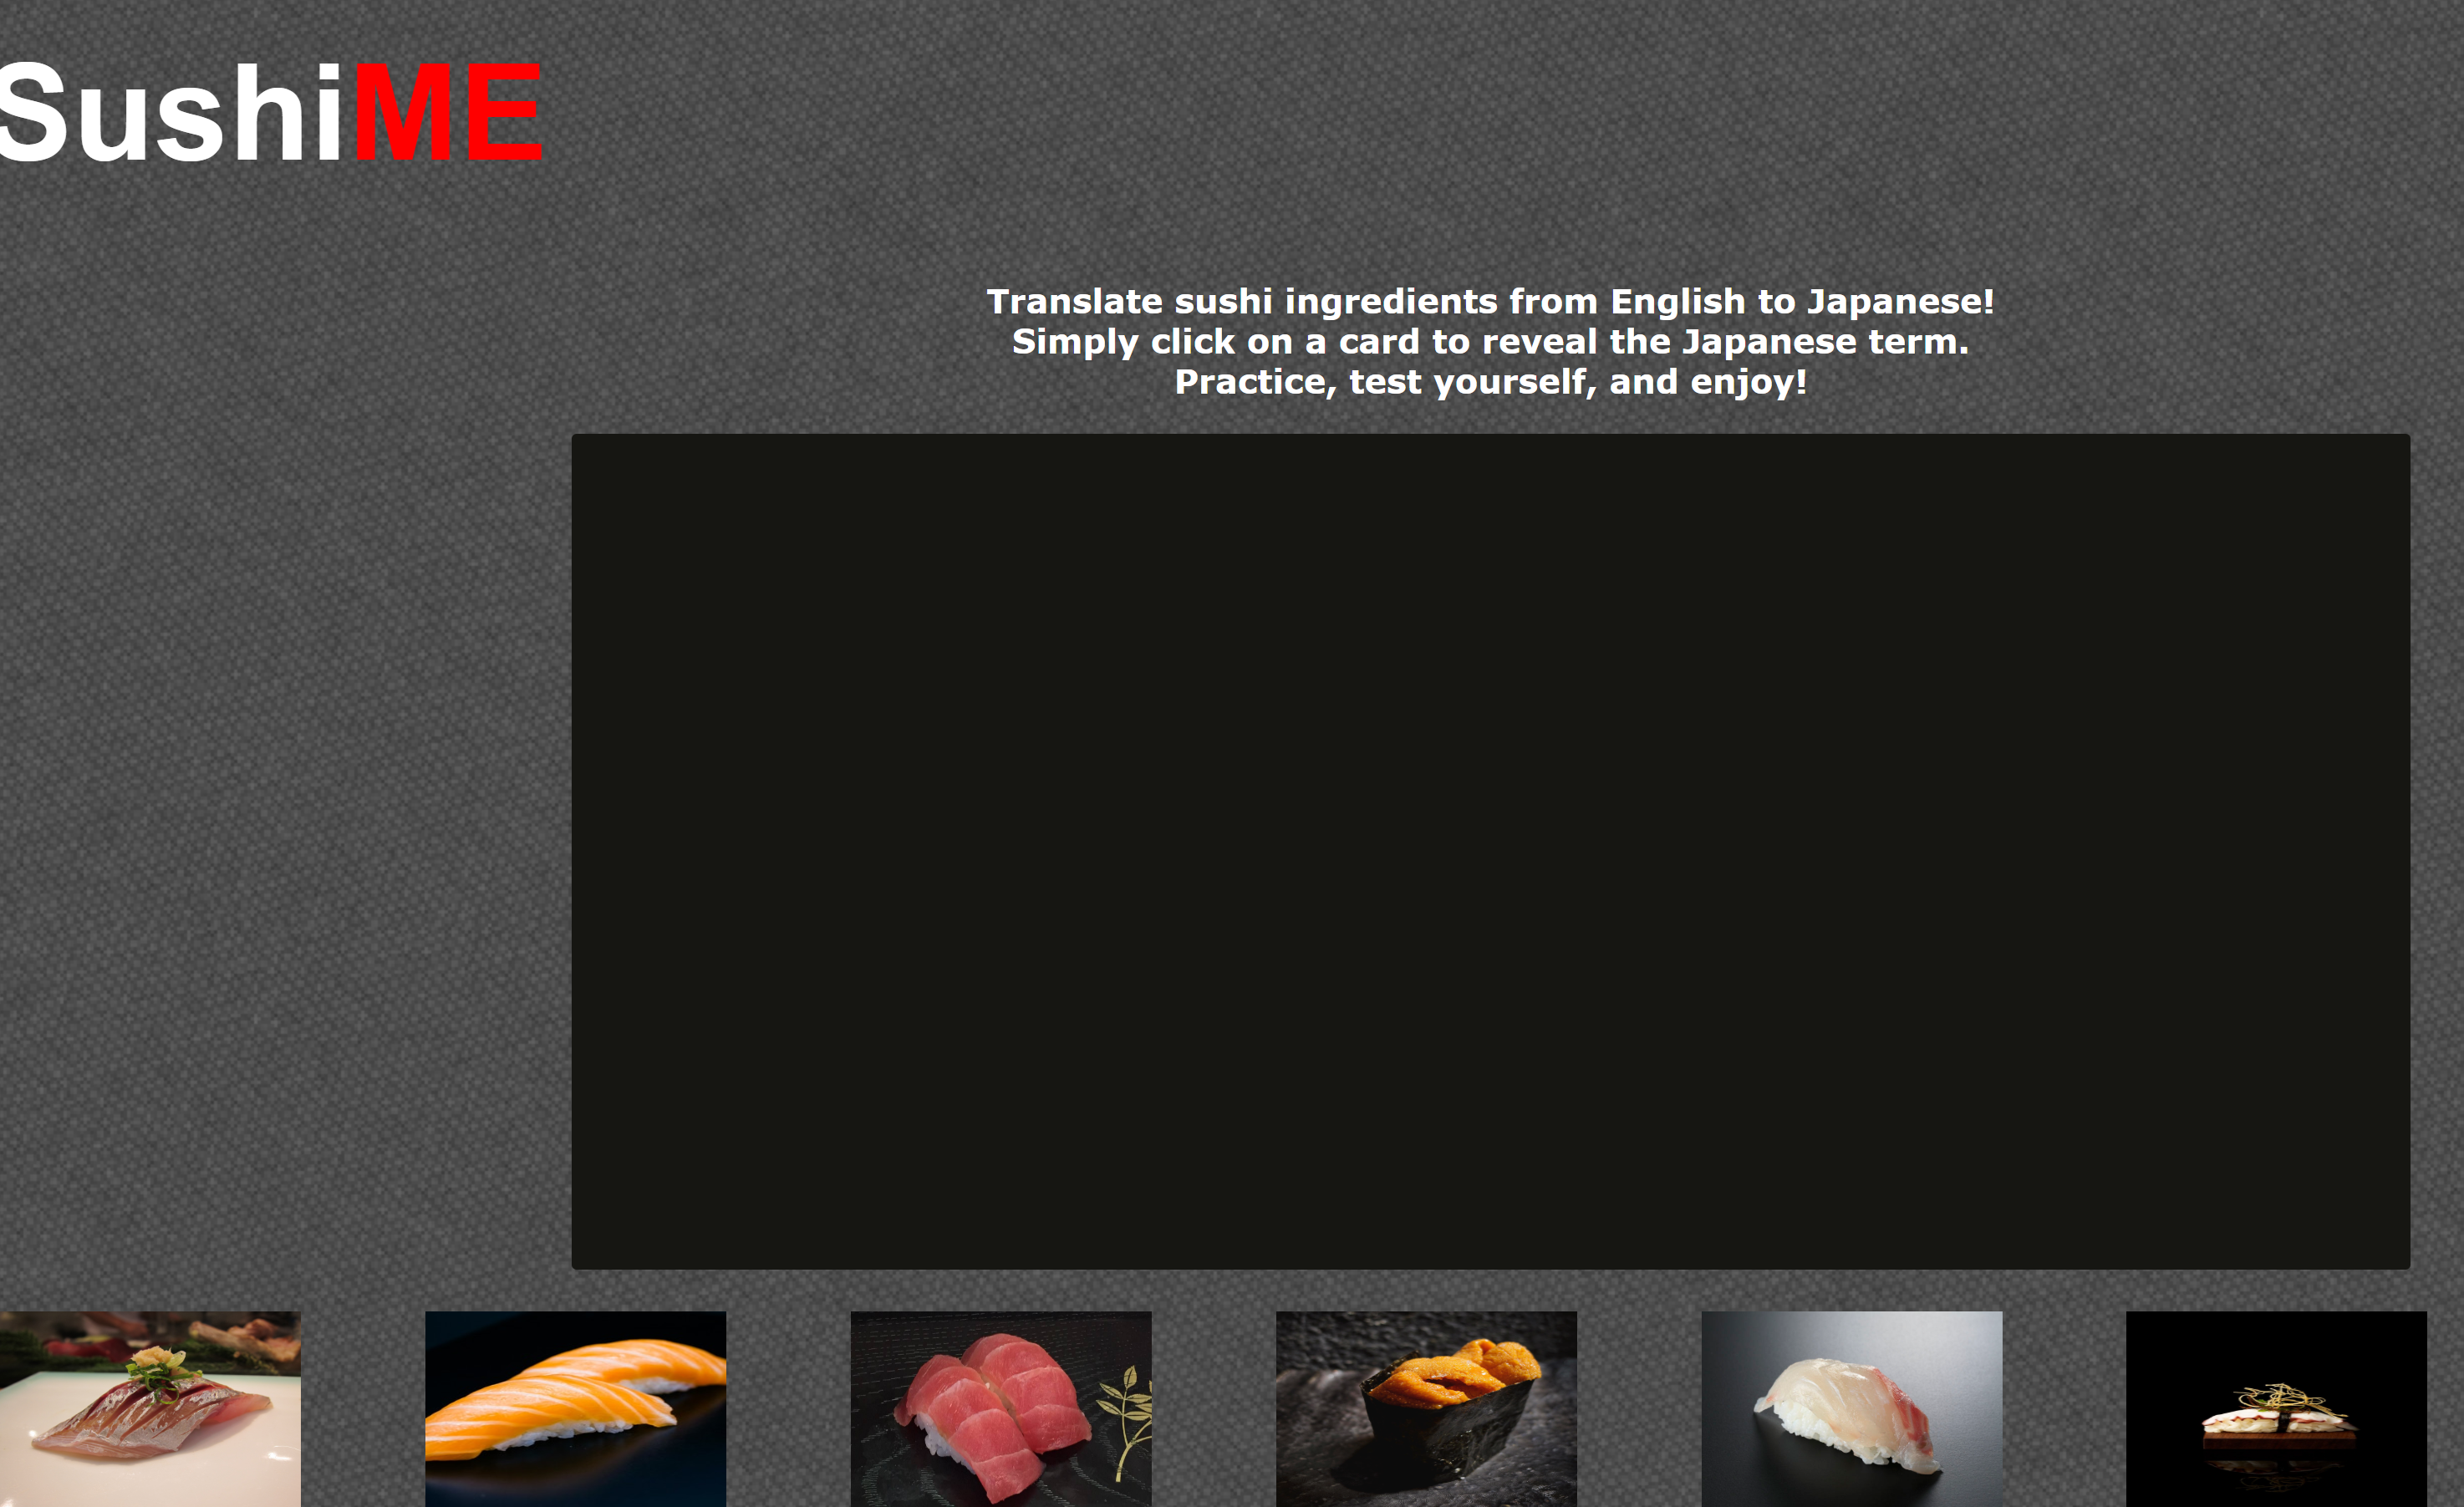 SushiME
Translate sushi ingredients from English to Japanese!
Simply click on a card to reveal the Japanese term.
Practice, test yourself, and enjoy!